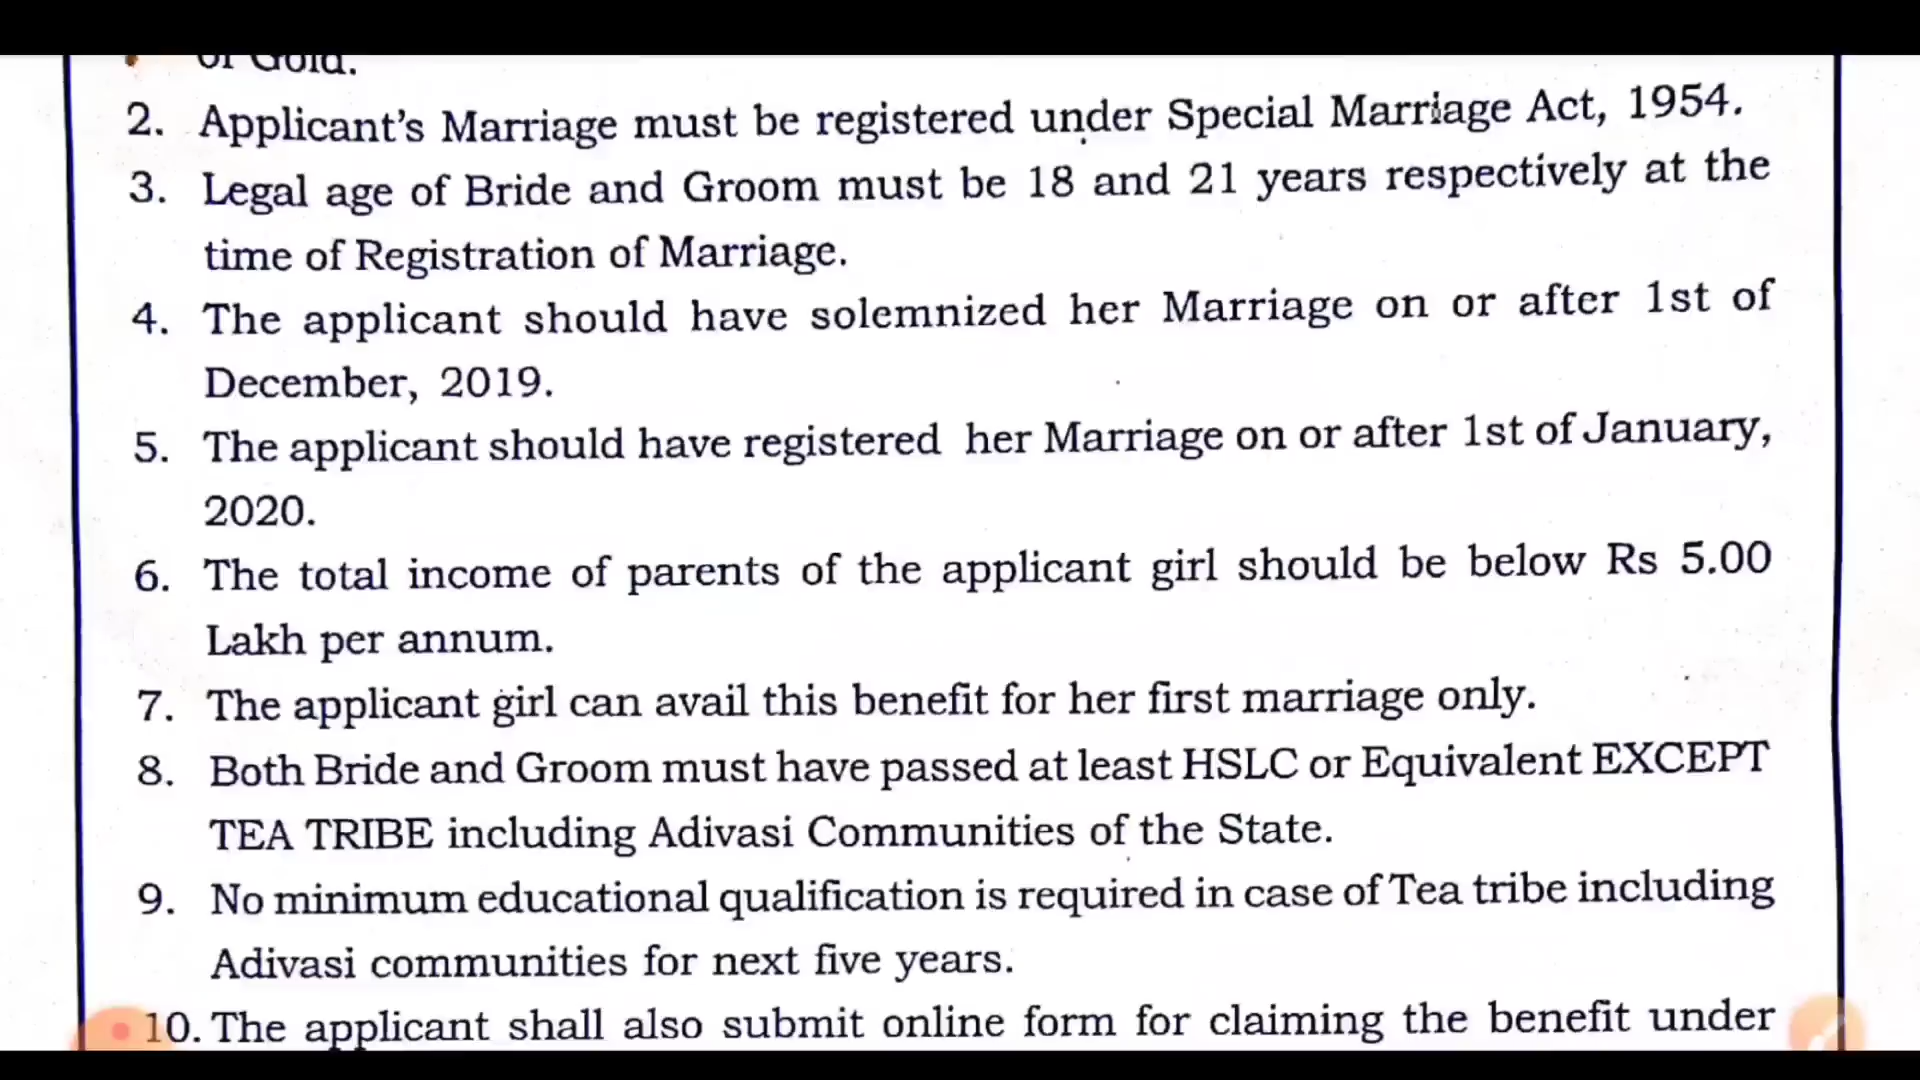 of Gold.
2. Applicant's Marriage must be registered under Special Marriage Act, 1954.
3. Legal age of Bride and Groom must be 18 and 21 years respectively at the
time of Registration of Marriage.
4. The applicant should have solemnized her Marriage on or after 1st of
December, 2019.
5. The applicant should have registered her Marriage on or after 1st of January,
2020.
6. The total income of parents of the applicant girl should be below Rs 5.00
Lakh per annum.
7. The applicant girl can avail this benefit for her first marriage only.
8. Both Bride and Groom must have passed at least HSLC or Equivalent EXCEPT
TEA TRIBE including Adivasi Communities of the State.
9. No minimum educational qualification is required in case of Tea tribe including
Adivasi communities for next five years.
10. The applicant shall also submit online form for claiming the benefit under